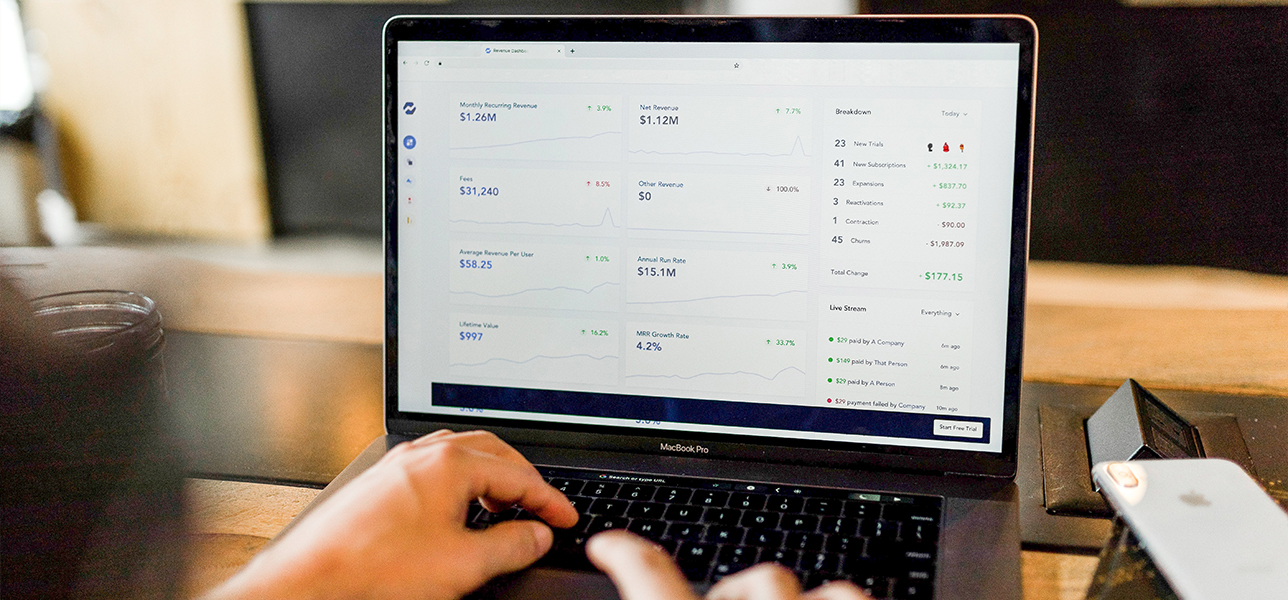 Revenue Dashbo
Monthly Recurring Revenue
↑ 3.9%
$1.26M
Net Revenue
↑ 7.7%
$1.12M
Fees
↑ 8.5%
$31,240
Other Revenue
↓ 100.0%
$0
Average Revenue Per User
↑ 1.0%
$58.25
Annual Run Rate
↑ 3.9%
$15.1M
Lifetime Value
↑ 16.2%
$997
MRR Growth Rate
↑ 33.7%
4.2%
Breakdown Today
23 New Trials
41 New Subscriptions + $1,324.17
23 Expansions + $837.70
3 Reactivations + $92.37
1 Contraction - $90.00
45 Churns - $1,987.09
Total Change + $177.15
Live Stream Everything
$29 paid by A Company 6m ago
$149 paid by That Person 6m ago
$29 paid by A Person 8m ago
$29 payment failed by Company 10m ago
Start Free Trial
MacBook Pro
Search or type URL